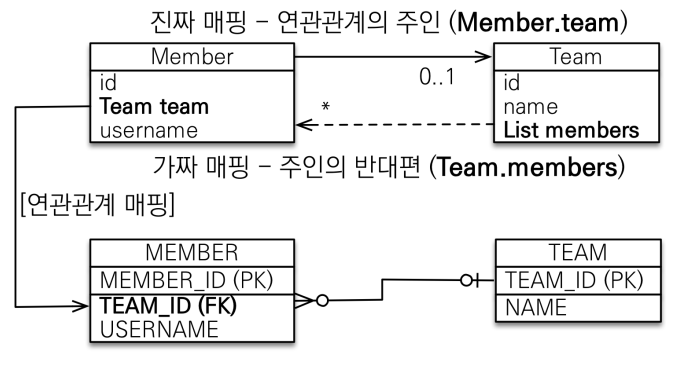 진짜 매핑 – 연관관계의 주인 (Member.team)
Member
id
Team team
username
0..1
*
Team
id
name
List members
가짜 매핑 – 주인의 반대편 (Team.members)
[연관관계 매핑]
MEMBER
MEMBER_ID (PK)
TEAM_ID (FK)
USERNAME
TEAM
TEAM_ID (PK)
NAME